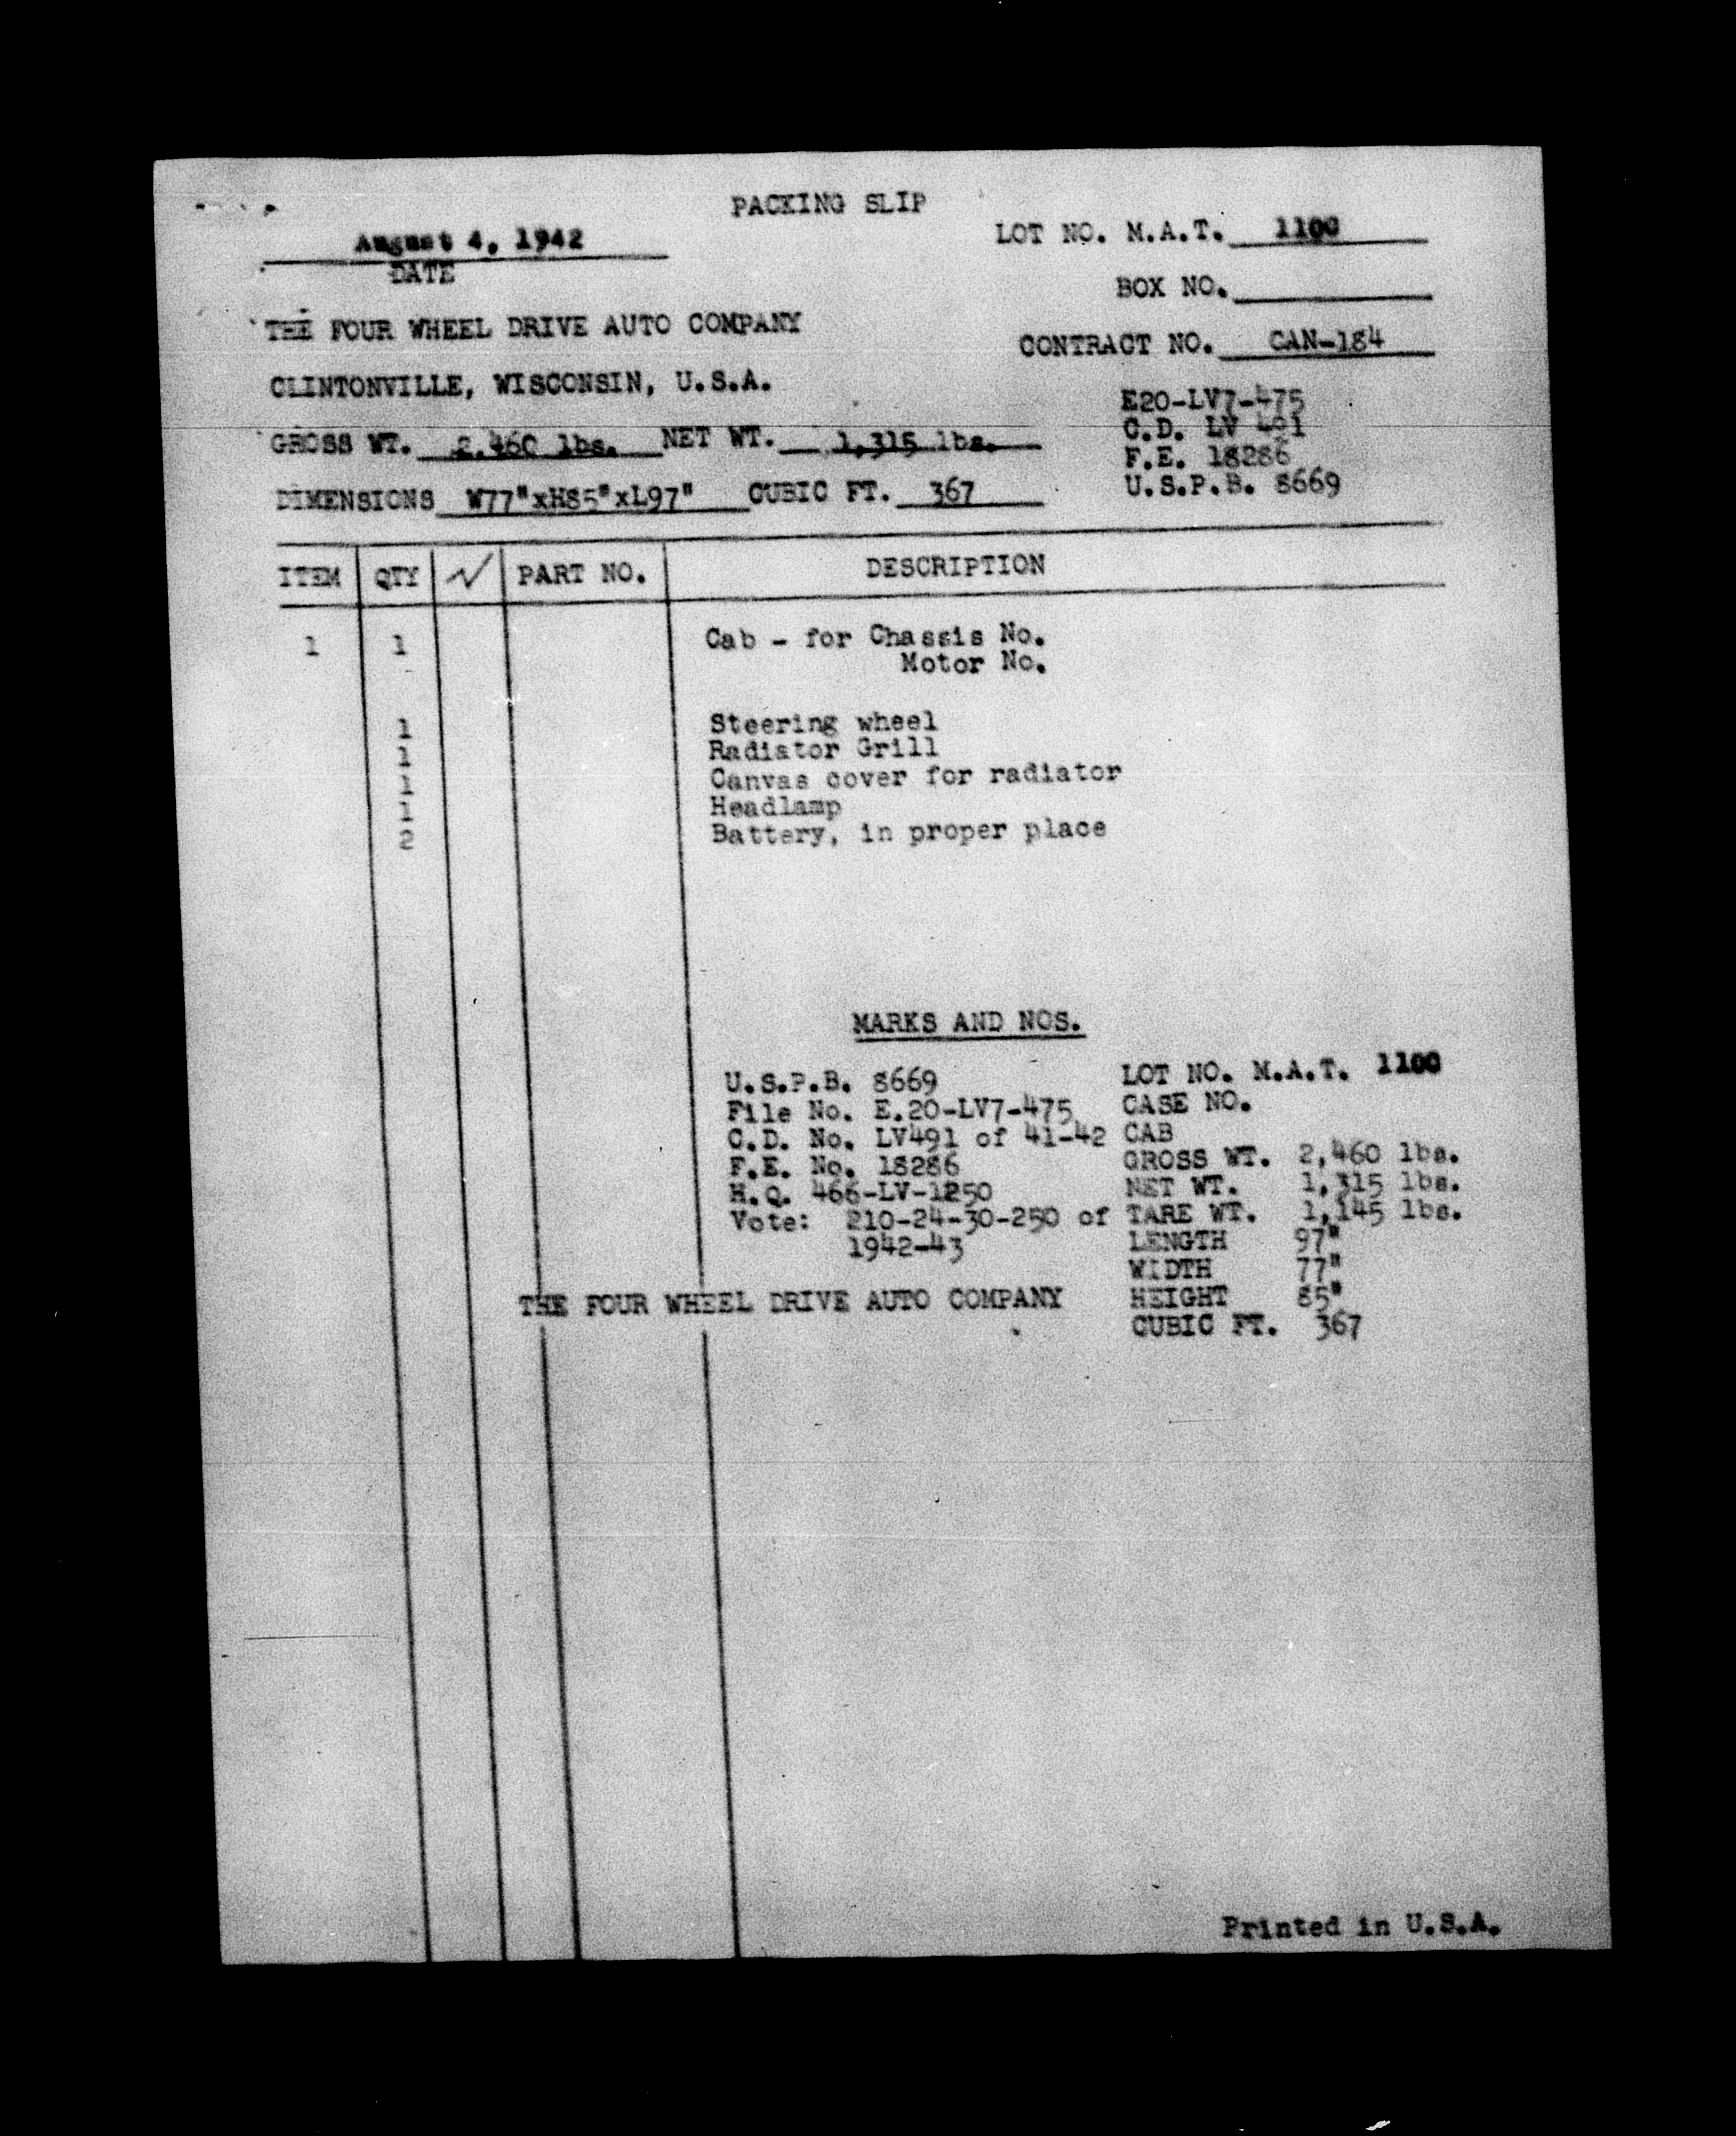 PACKING SLIP
August 4, 1942
DATE
LOT NO. M.A.T. 1100
BOX NO.
THE FOUR WHEEL DRIVE AUTO COMPANY
CONTRACT NO. CAN-184
CLINTONVILLE, WISCONSIN, U.S.A.
E20-LV7-475
C.D. LV 491
GROSS WT. 2,460 lbs. NET WT. 1,315 lbs.
F.E. 18286
U.S.P.B. 8669
DIMENSIONS W77"xH85"xL97" CUBIC FT. 367
ITEM QTY √ PART NO. DESCRIPTION
1 1 Cab - for Chassis No.
Motor No.
1 Steering wheel
1 Radiator Grill
1 Canvas cover for radiator
1 Headlamp
2 Battery, in proper place
MARKS AND NOS.
U.S.P.B. 8669 LOT NO. M.A.T. 1100
File No. E.20-LV7-475 CASE NO.
C.D. No. LV491 of 41-42 CAB
F.E. No. 18286 GROSS WT. 2,460 lbs.
H.Q. 466-LV-1250 NET WT. 1,315 lbs.
Vote: 210-24-30-250 of TARE WT. 1,145 lbs.
1942-43 LENGTH 97"
WIDTH 77"
THE FOUR WHEEL DRIVE AUTO COMPANY HEIGHT 85"
CUBIC FT. 367
Printed in U.S.A.